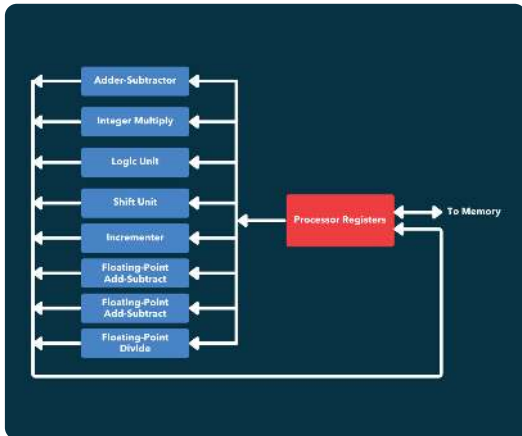 Adder-Subtractor
Integer Multiply
Logic Unit
Shift Unit
Incrementer
Floating-Point
Add-Subtract
Floating-Point
Add-Subtract
Floating-Point
Divide
Processor Registers
To Memory